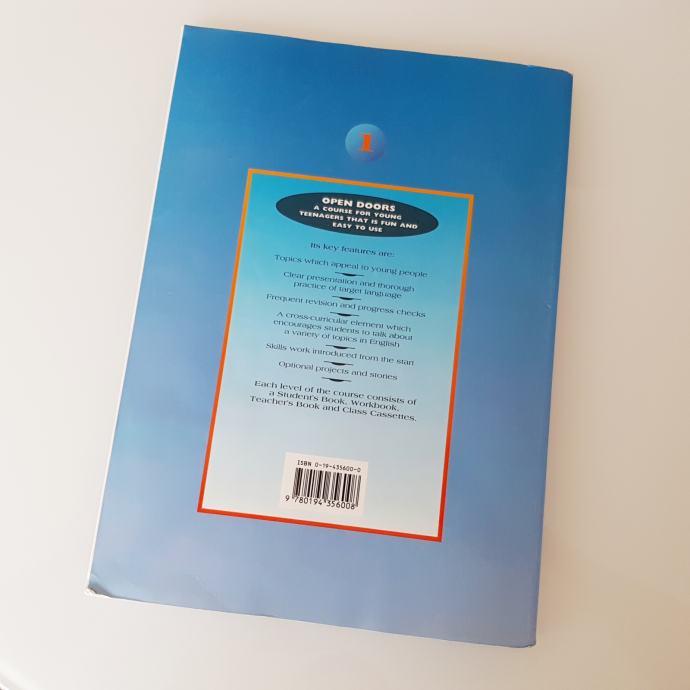 1
OPEN DOORS
A COURSE FOR YOUNG
TEENAGERS THAT IS FUN AND
EASY TO USE
Its key features are:
Topics which appeal to young people
Clear presentation and thorough
practice of target language
Frequent revision and progress checks
A cross-curricular element which
encourages students to talk about
a variety of topics in English
Skills work introduced from the start
Optional projects and stories
Each level of the course consists of
a Student's Book, Workbook,
Teacher's Book and Class Cassettes.
ISBN 0-19-435600-0
9 780194 356008